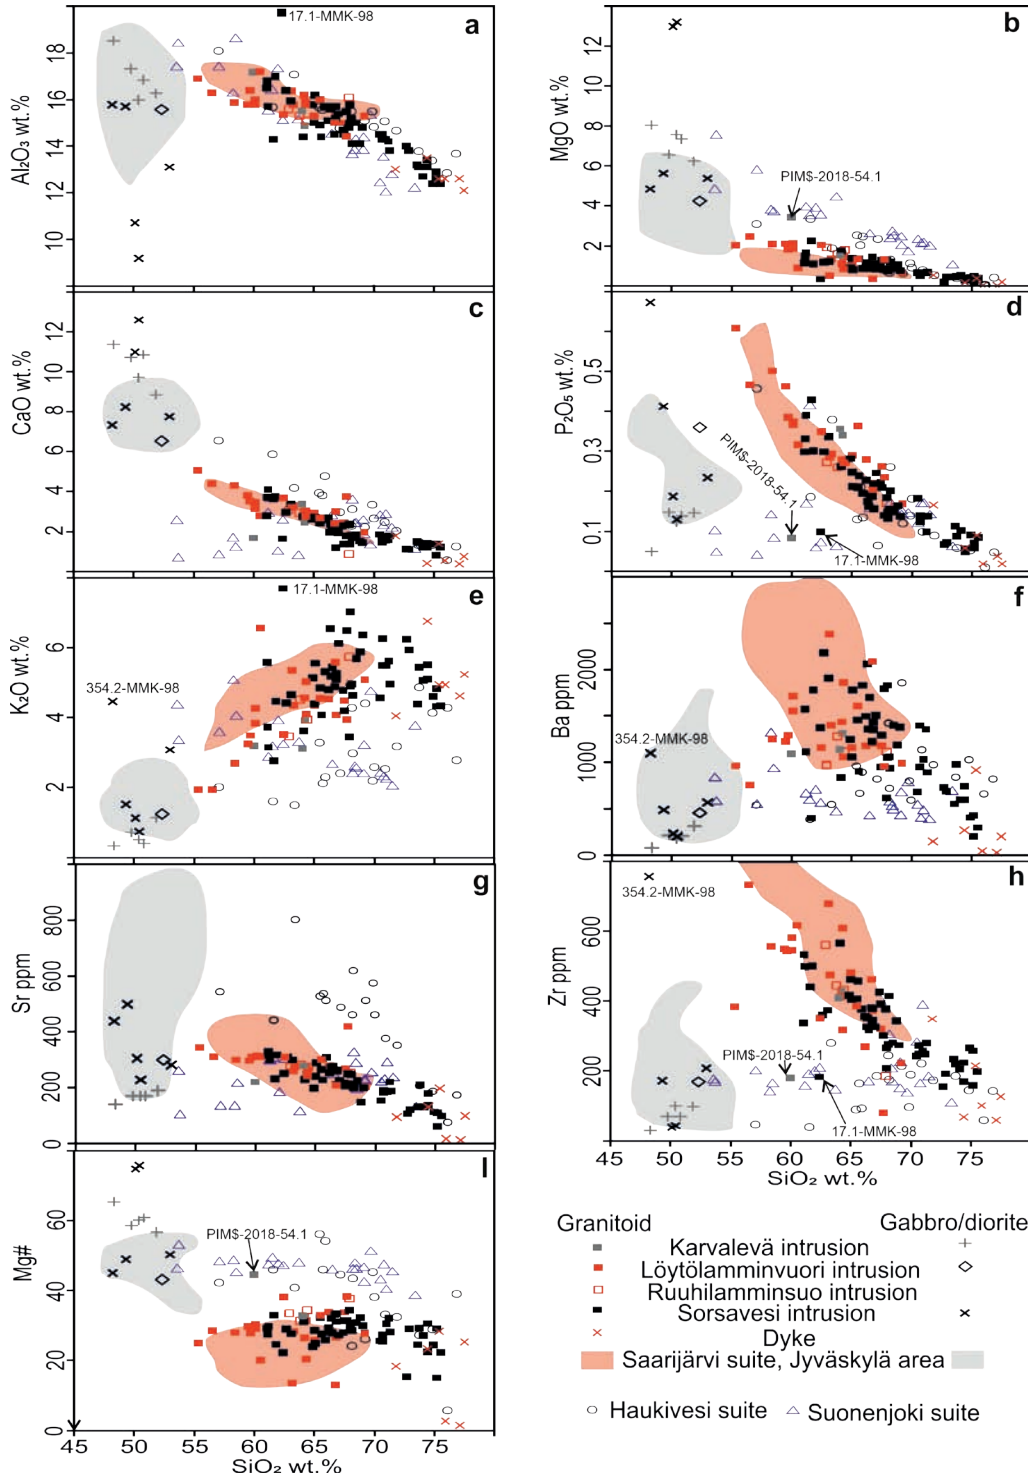 a
17.1-MMK-98
Al₂O₃ wt.%
18
16
14
12
10
b
MgO wt.%
12
10
8
6
4
2
PIM$-2018-54.1
c
CaO wt.%
12
10
8
6
4
2
d
P₂O₅ wt.%
0.5
0.3
0.1
PIM$-2018-54.1
17.1-MMK-98
e
17.1-MMK-98
K₂O wt.%
6
4
2
354.2-MMK-98
f
Ba ppm
2000
1000
0
354.2-MMK-98
g
Sr ppm
800
600
400
200
0
h
354.2-MMK-98
Zr ppm
600
400
200
PIM$-2018-54.1
17.1-MMK-98
45 50 55 60 65 70 75
SiO₂ wt.%
I
Mg#
60
40
20
0
PIM$-2018-54.1
45 50 55 60 65 70 75
SiO₂ wt.%
Granitoid Gabbro/diorite
Karvalevä intrusion
Löytölamminvuori intrusion
Ruuhilamminsuo intrusion
Sorsavesi intrusion
Dyke
Saarijärvi suite, Jyväskylä area
Haukivesi suite Suonenjoki suite